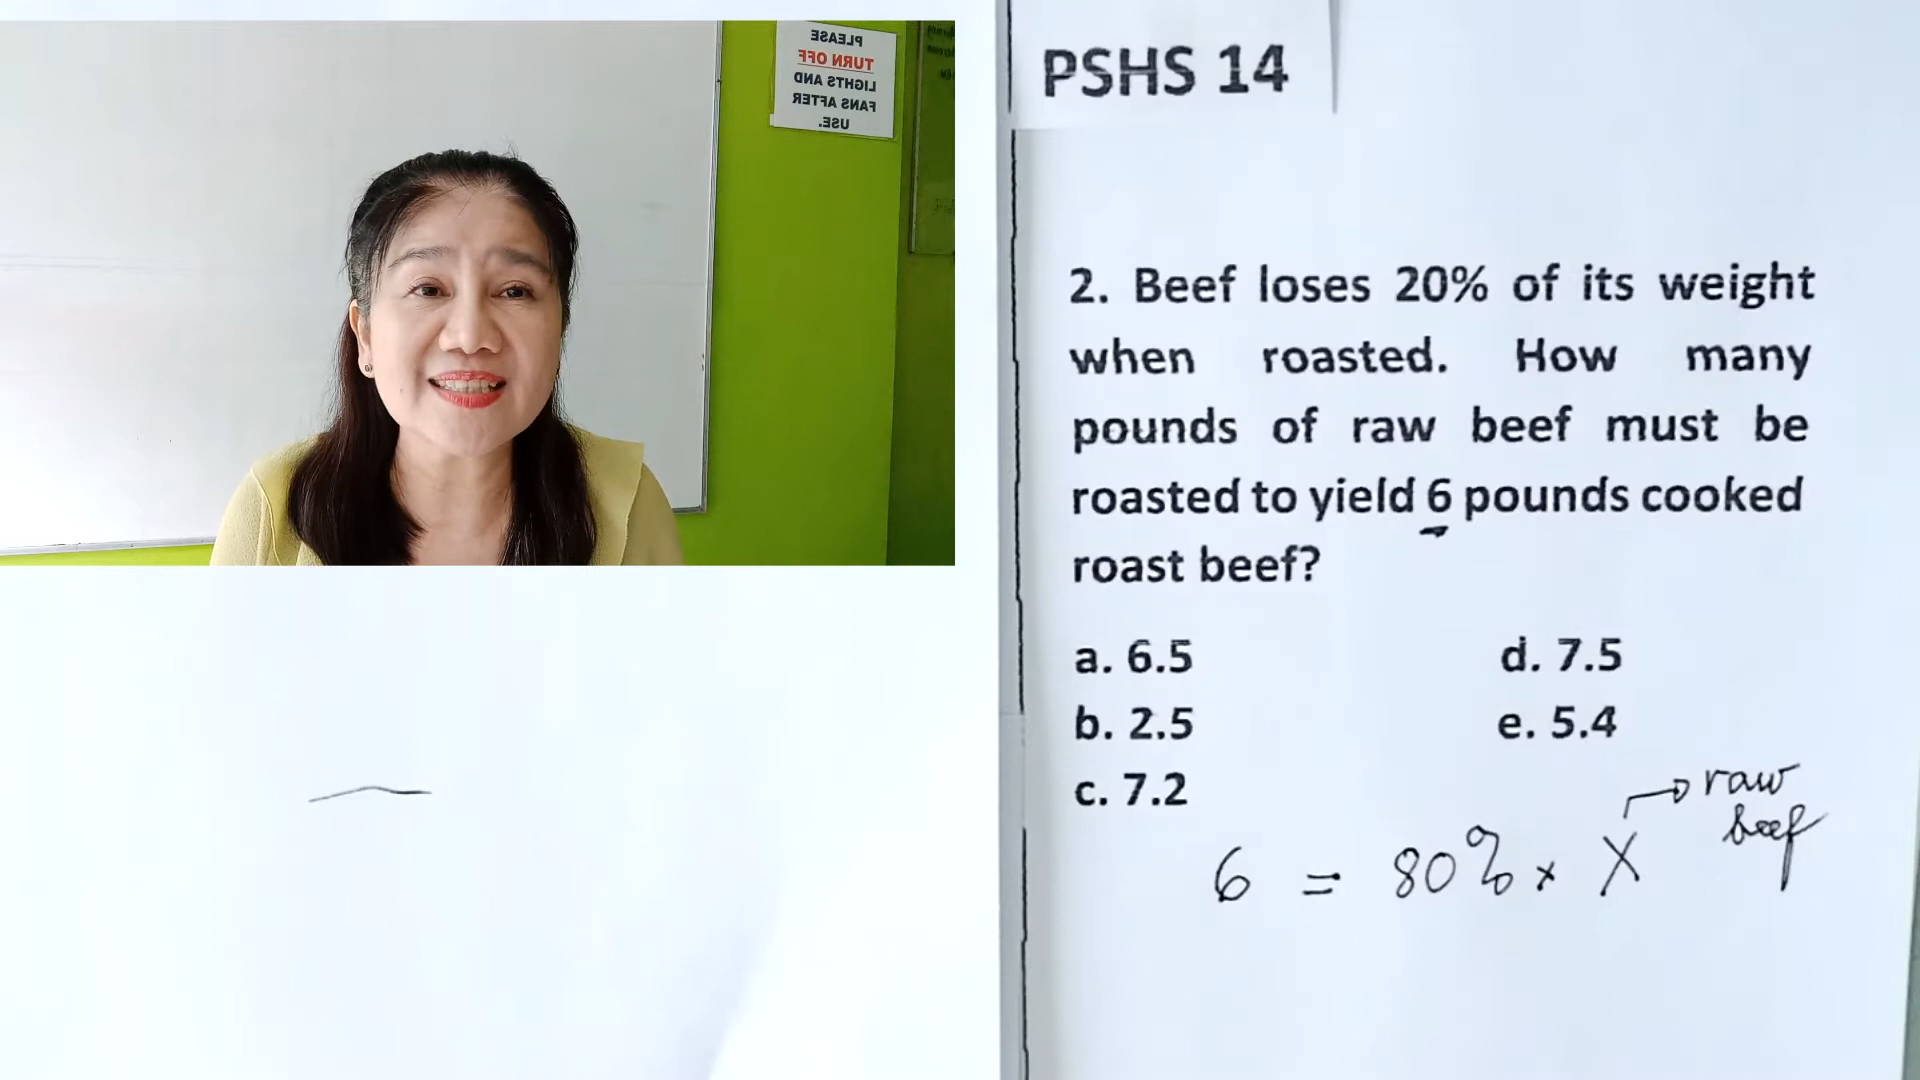 PLEASE
TURN OFF
LIGHTS AND
FANS AFTER
USE.
PSHS 14
2. Beef loses 20% of its weight
when roasted. How many
pounds of raw beef must be
roasted to yield 6 pounds cooked
roast beef?
a. 6.5
b. 2.5
c. 7.2
d. 7.5
e. 5.4
raw
beef
6 = 80% x X